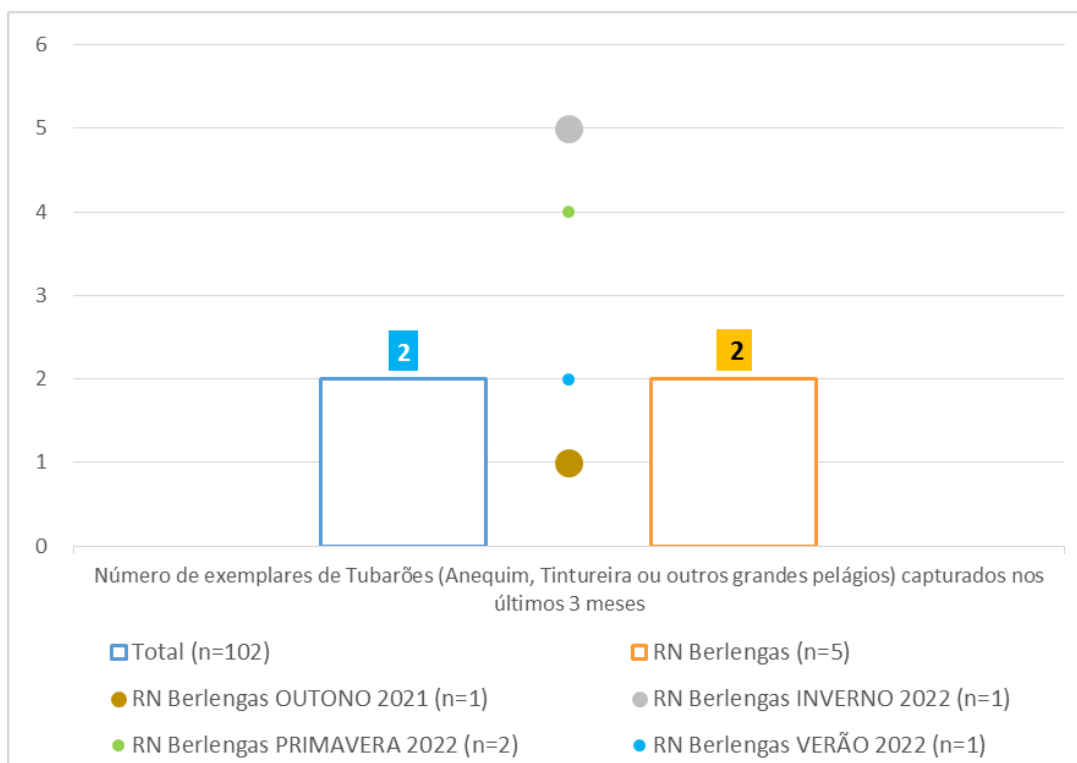 6
5
4
3
2
1
0
2
2
Número de exemplares de Tubarões (Anequim, Tintureira ou outros grandes pelágios) capturados nos
últimos 3 meses
Total (n=102)
RN Berlengas (n=5)
RN Berlengas OUTONO 2021 (n=1)
RN Berlengas INVERNO 2022 (n=1)
RN Berlengas PRIMAVERA 2022 (n=2)
RN Berlengas VERÃO 2022 (n=1)